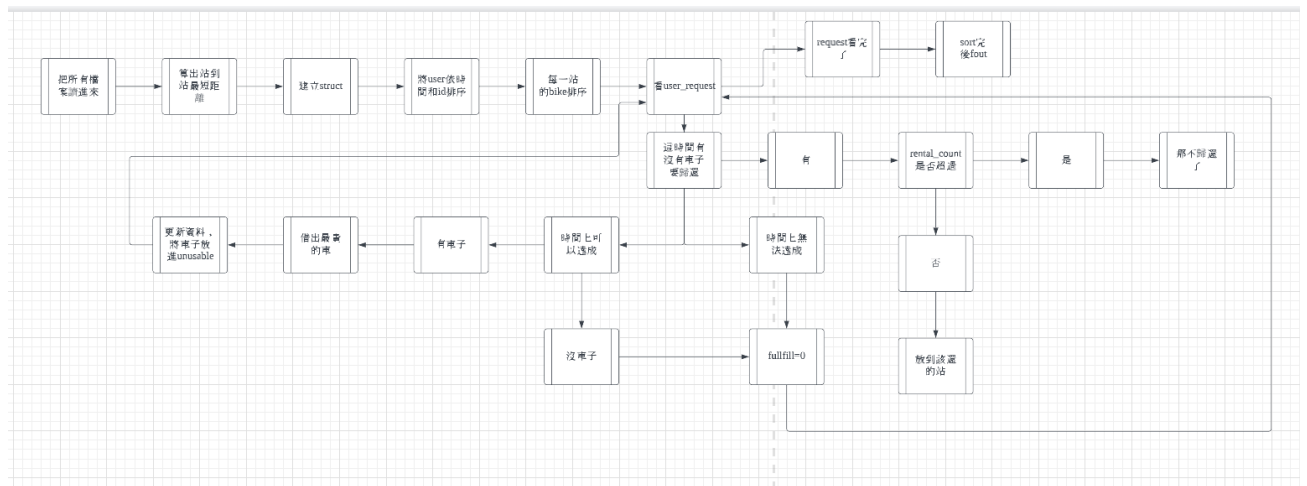 request看完
了
sort完
後fout
把所有檔
案讀進來
算出站到
站最短距
離
建立struct
將user依時
間和id排序
每一站
的bike排序
看user_request
這時間有
沒有車子
要歸還
有
rental_count
是否超過
是
那不歸還
了
更新資料，
將車子放
進unusable
借出最貴
的車
有車子
時間上可
以達成
時間上無
法達成
否
沒車子
fullfill=0
放到該還
的站